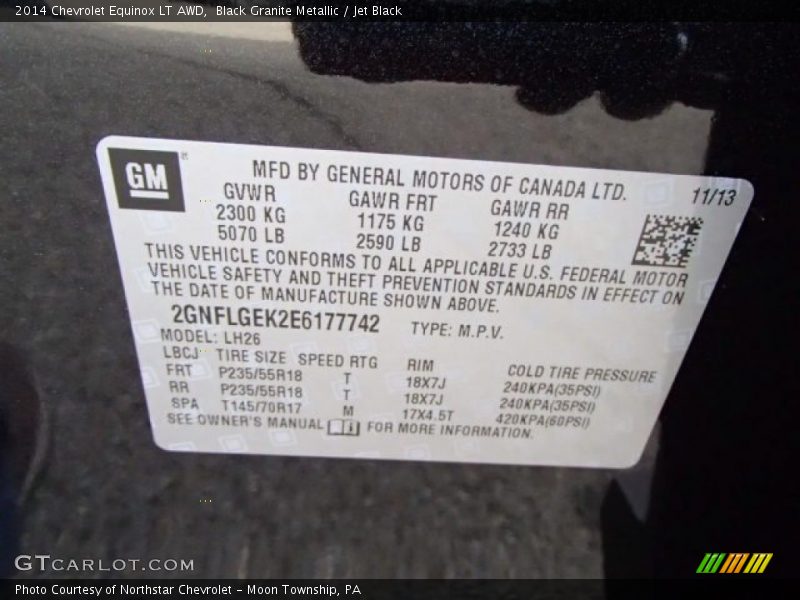 2014 Chevrolet Equinox LT AWD, Black Granite Metallic / Jet Black
GM
MFD BY GENERAL MOTORS OF CANADA LTD. 11/13
GVWR GAWR FRT GAWR RR
2300 KG 1175 KG 1240 KG
5070 LB 2590 LB 2733 LB
THIS VEHICLE CONFORMS TO ALL APPLICABLE U.S. FEDERAL MOTOR
VEHICLE SAFETY AND THEFT PREVENTION STANDARDS IN EFFECT ON
THE DATE OF MANUFACTURE SHOWN ABOVE.
2GNFLGEK2E6177742 TYPE: M.P.V.
MODEL: LH26
LBCJ TIRE SIZE SPEED RTG RIM COLD TIRE PRESSURE
FRT P235/55R18 T 18X7J 240KPA(35PSI)
RR P235/55R18 T 18X7J 240KPA(35PSI)
SPA T145/70R17 M 17X4.5T 420KPA(60PSI)
SEE OWNER'S MANUAL FOR MORE INFORMATION.
GTCARLOT.COM
Photo Courtesy of Northstar Chevrolet - Moon Township, PA